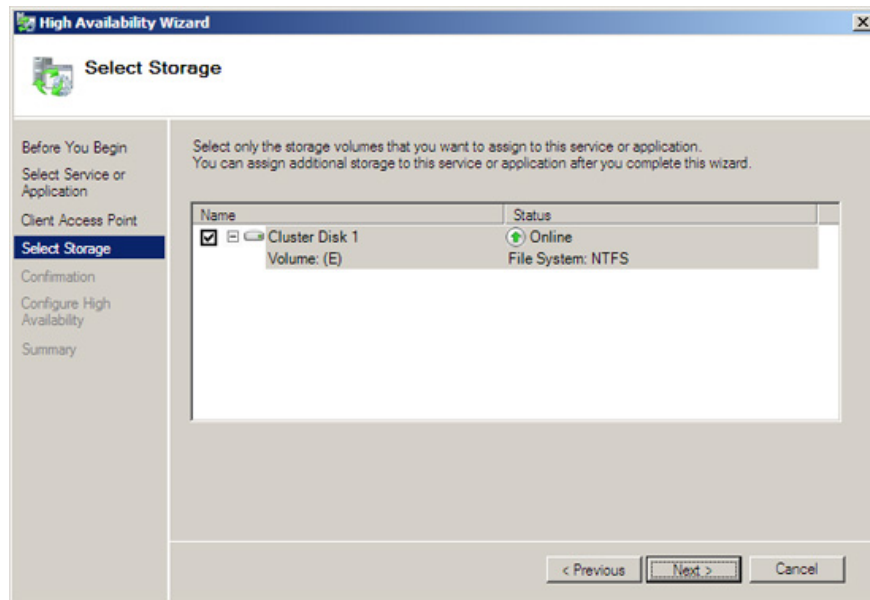 High Availability Wizard
Select Storage
Before You Begin
Select Service or
Application
Client Access Point
Select Storage
Confirmation
Configure High
Availability
Summary
Select only the storage volumes that you want to assign to this service or application.
You can assign additional storage to this service or application after you complete this wizard.
Name Status
Cluster Disk 1 Online
Volume: (E) File System: NTFS
< Previous Next > Cancel